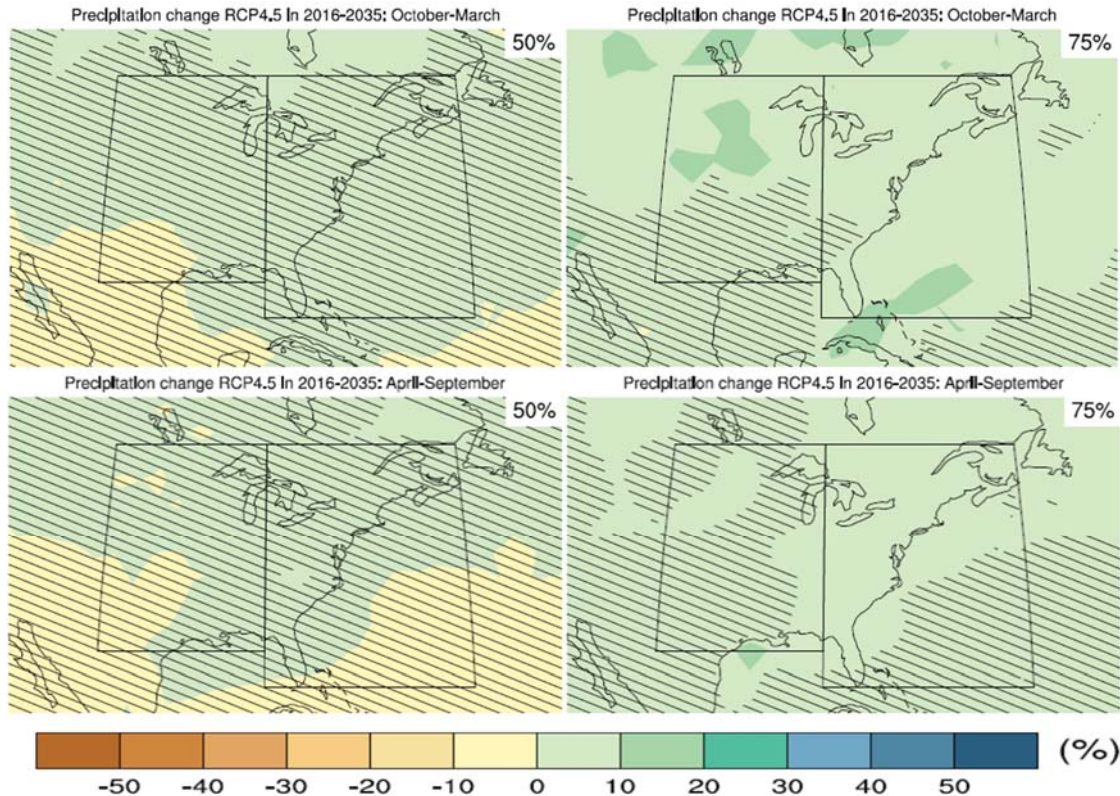 Precipitation change RCP4.5 in 2016-2035: October-March
50%
Precipitation change RCP4.5 in 2016-2035: October-March
75%
Precipitation change RCP4.5 in 2016-2035: April-September
50%
Precipitation change RCP4.5 in 2016-2035: April-September
75%
(%)
-50 -40 -30 -20 -10 0 10 20 30 40 50